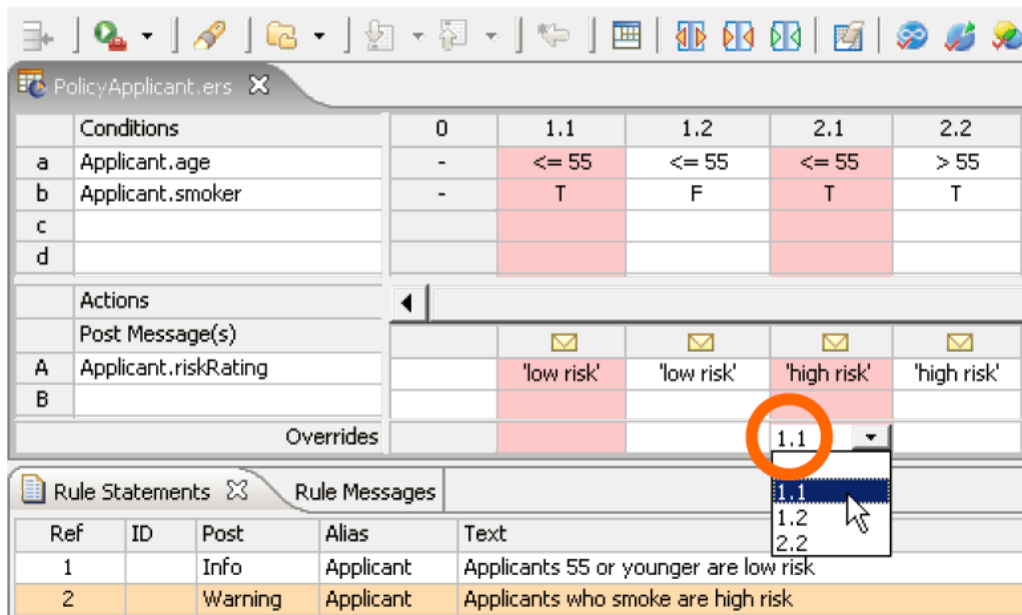 PolicyApplicant.ers
Conditions 0 1.1 1.2 2.1 2.2
a Applicant.age - <= 55 <= 55 <= 55 > 55
b Applicant.smoker - T F T T
c
d
Actions
Post Message(s)
A Applicant.riskRating 'low risk' 'low risk' 'high risk' 'high risk'
B
Overrides 1.1
1.1
1.2
2.2
Rule Statements Rule Messages
Ref ID Post Alias Text
1 Info Applicant Applicants 55 or younger are low risk
2 Warning Applicant Applicants who smoke are high risk